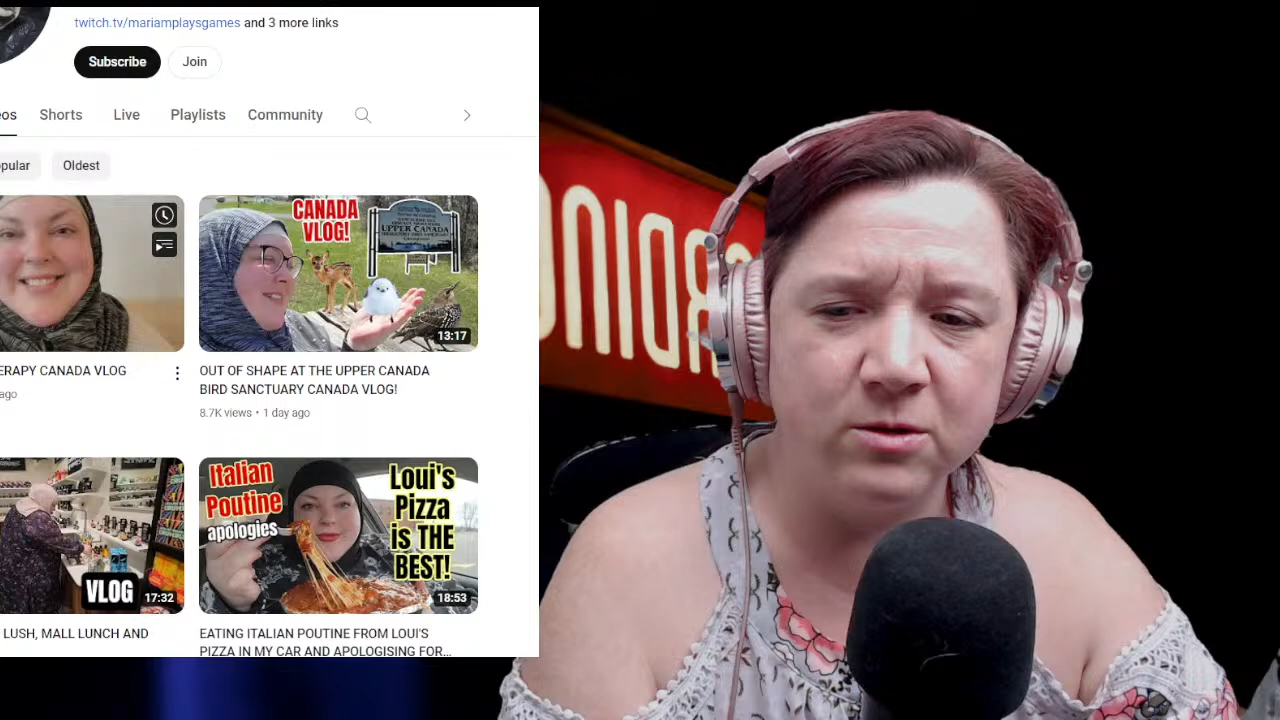 twitch.tv/mariamplaysgames and 3 more links
Subscribe
Join
os
Shorts
Live
Playlists
Community
pular
Oldest
CANADA
VLOG!
UPPER CANADA
13:17
ERAPY CANADA VLOG
ago
OUT OF SHAPE AT THE UPPER CANADA
BIRD SANCTUARY CANADA VLOG!
8.7K views • 1 day ago
VLOG
17:32
Italian
Poutine
apologies
Loui's
Pizza
is THE
BEST!
18:53
LUSH, MALL LUNCH AND
EATING ITALIAN POUTINE FROM LOUI'S
PIZZA IN MY CAR AND APOLOGISING FOR...